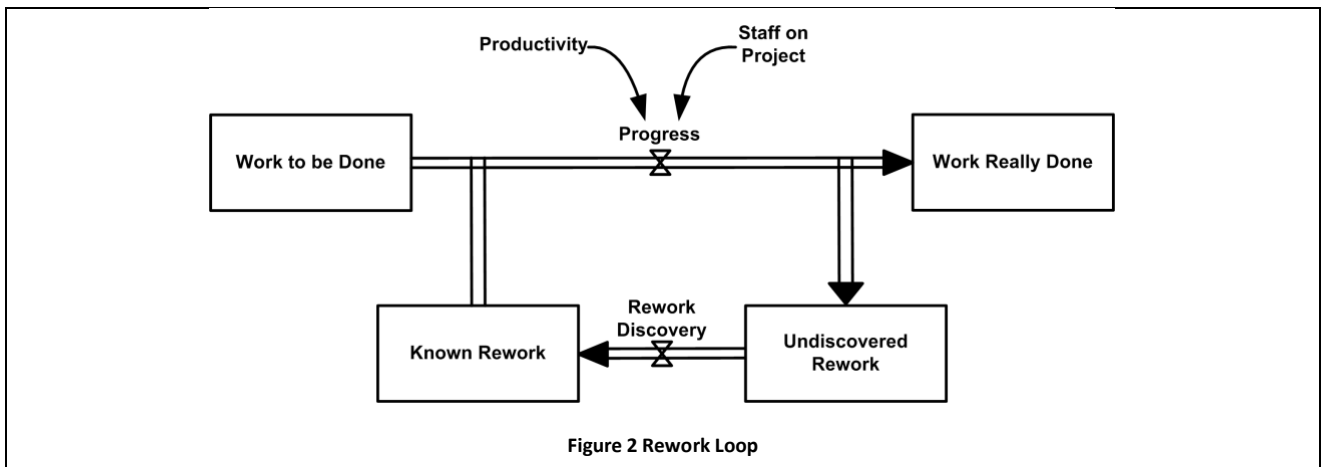 Productivity
Staff on
Project
Progress
Work to be Done
Work Really Done
Rework
Discovery
Known Rework
Undiscovered
Rework
Figure 2 Rework Loop